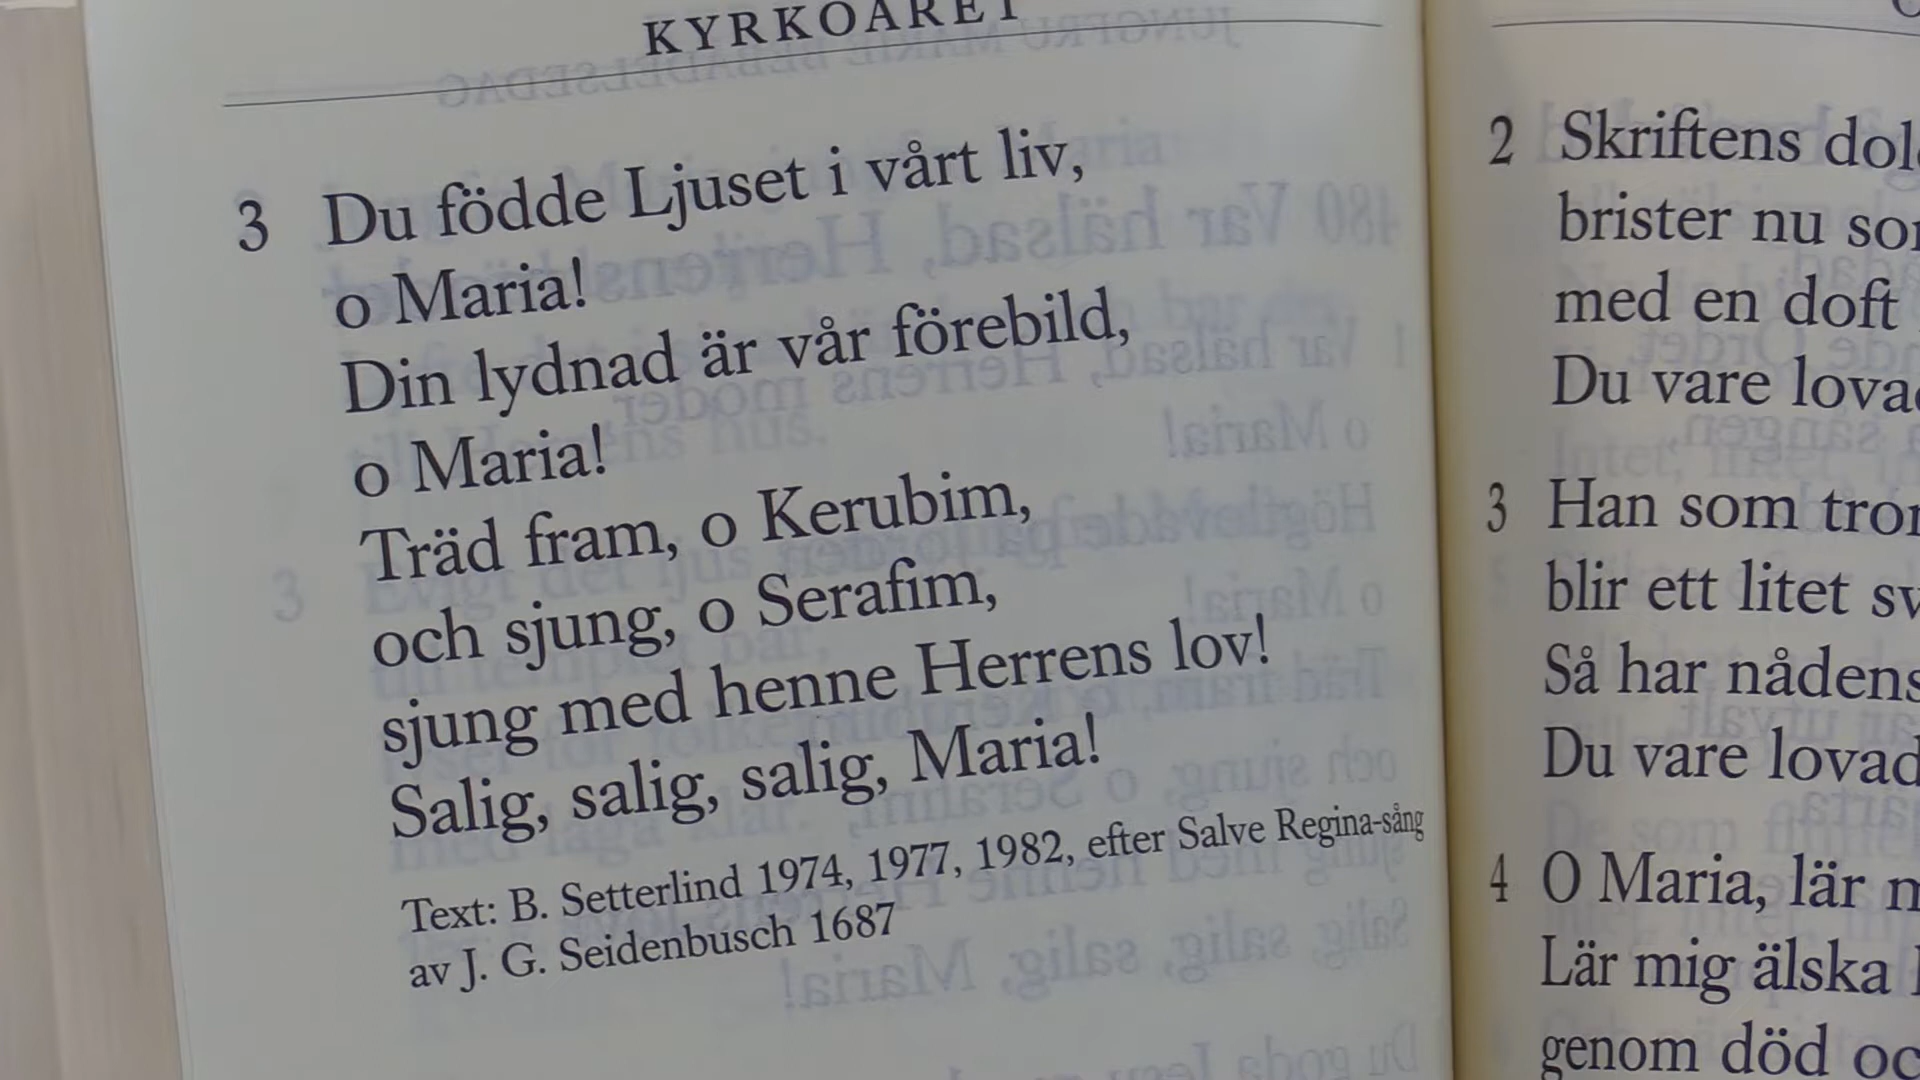 KYRKOÅRET
3 Du födde Ljuset i vårt liv,
o Maria!
Din lydnad är vår förebild,
o Maria!
Träd fram, o Kerubim,
och sjung, o Serafim,
sjung med henne Herrens lov!
Salig, salig, salig, Maria!
Text: B. Setterlind 1974, 1977, 1982, efter Salve Regina-sång
av J. G. Seidenbusch 1687
2 Skriftens
brister nu
med en doft
Du vare
3 Han som
blir ett litet
Så har nådens
Du vare
4 O Maria, lär
Lär mig älska
genom död